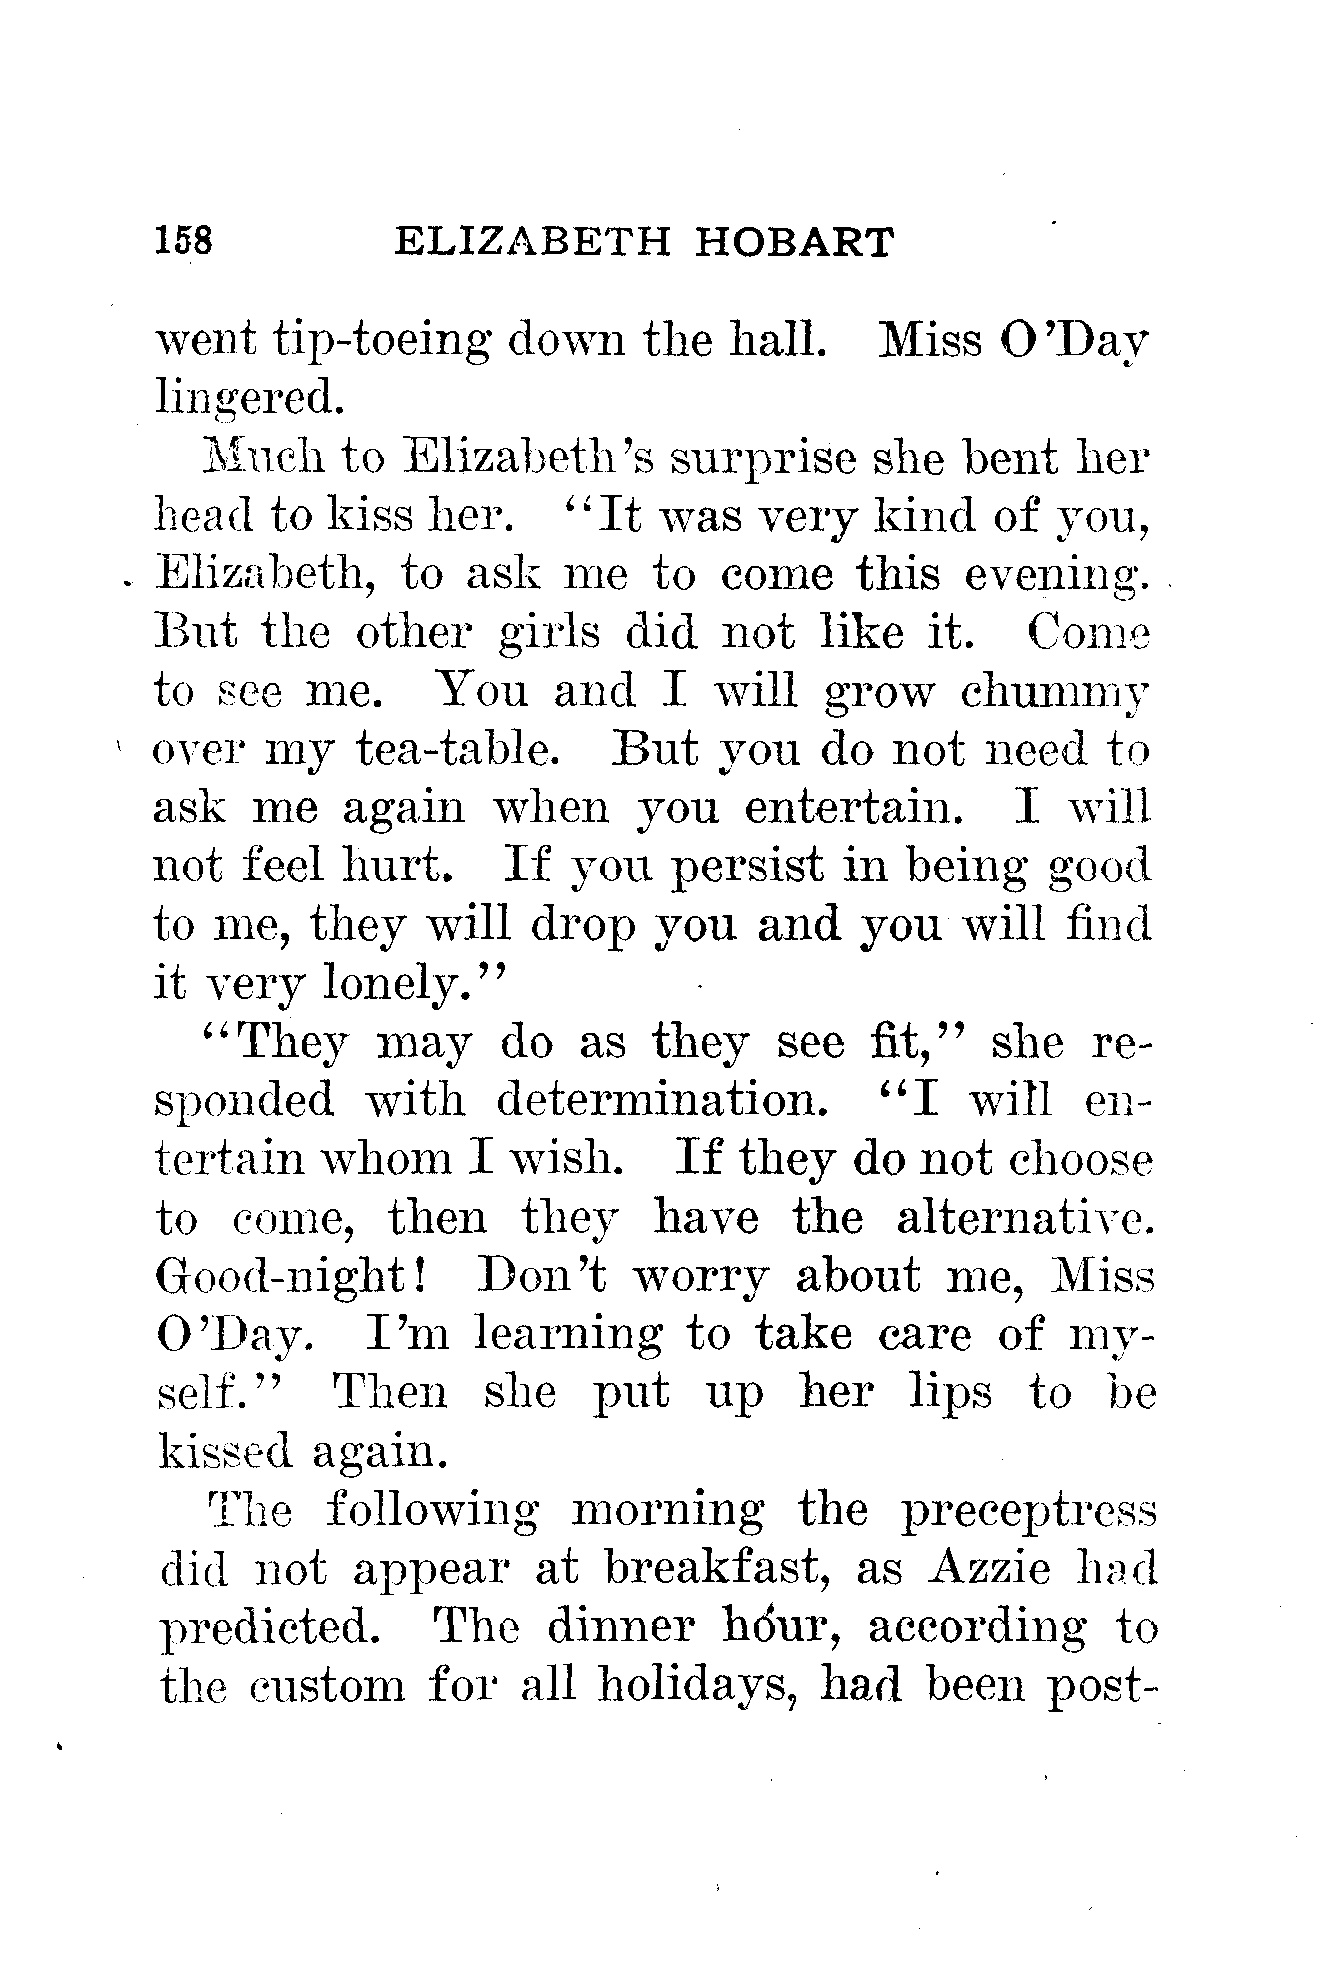 158 ELIZABETH HOBART
went tip-toeing down the hall. Miss O'Day
lingered.
Much to Elizabeth's surprise she bent her
head to kiss her. "It was very kind of you,
Elizabeth, to ask me to come this evening.
But the other girls did not like it. Come
to see me. You and I will grow chummy
over my tea-table. But you do not need to
ask me again when you entertain. I will
not feel hurt. If you persist in being good
to me, they will drop you and you will find
it very lonely."
"They may do as they see fit," she re-
sponded with determination. "I will en-
tertain whom I wish. If they do not choose
to come, then they have the alternative.
Good-night! Don't worry about me, Miss
O'Day. I'm learning to take care of my-
self." Then she put up her lips to be
kissed again.
The following morning the preceptress
did not appear at breakfast, as Azzie had
predicted. The dinner hour, according to
the custom for all holidays, had been post-